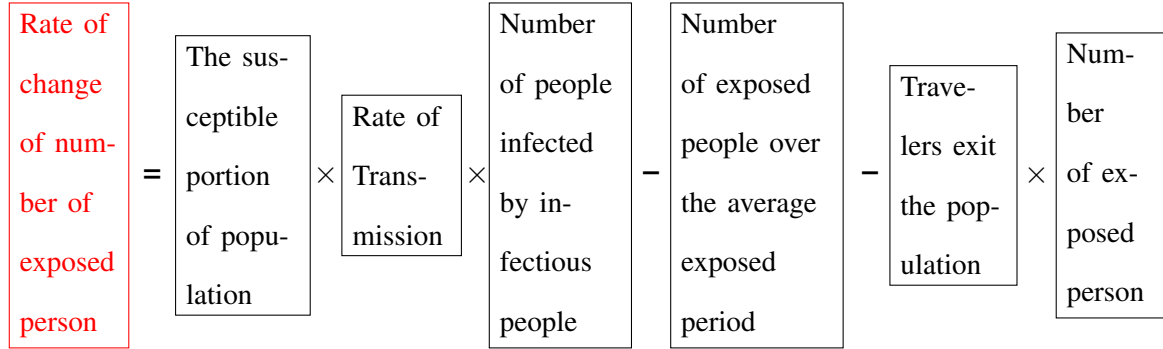 Rate of
change
of num-
ber of
exposed
person
=
The sus-
ceptible
portion
of popu-
lation
×
Rate of
Trans-
mission
×
Number
of people
infected
by in-
fectious
people
−
Number
of exposed
people over
the average
exposed
period
−
Trave-
lers exit
the pop-
ulation
×
Num-
ber
of ex-
posed
person